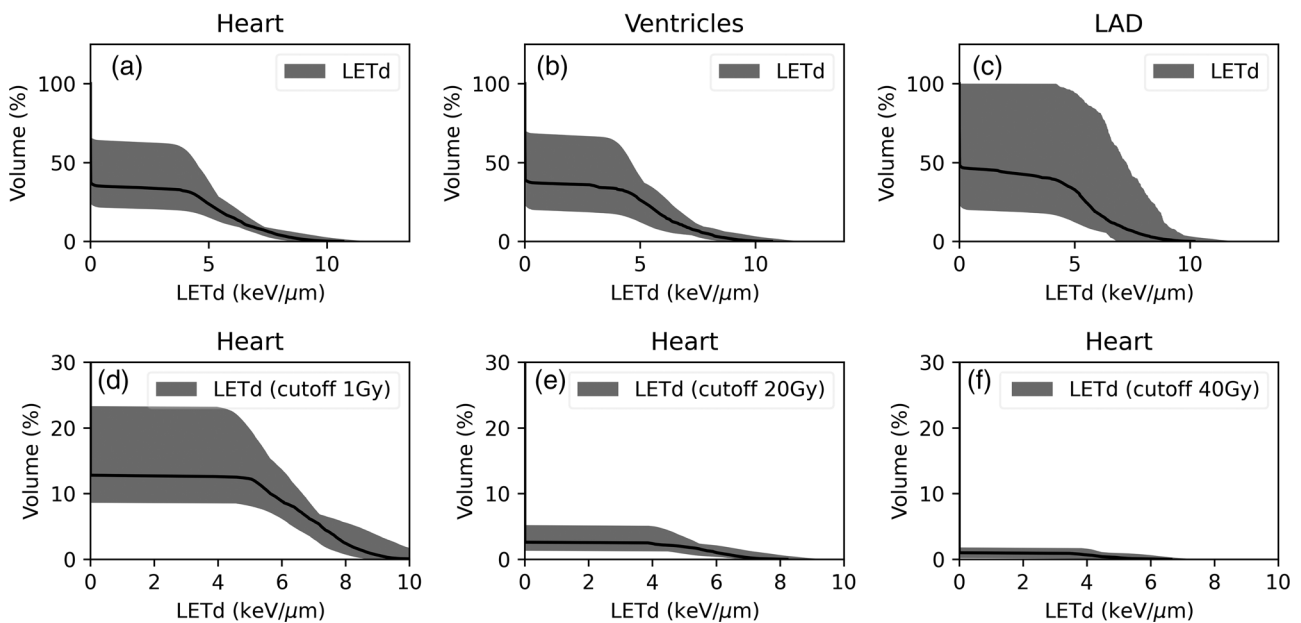 Heart
(a)
LETd
Volume (%)
100
50
0
0 5 10
LETd (keV/μm)
Ventricles
(b)
LETd
Volume (%)
100
50
0
0 5 10
LETd (keV/μm)
LAD
(c)
LETd
Volume (%)
100
50
0
0 5 10
LETd (keV/μm)
Heart
(d)
LETd (cutoff 1Gy)
Volume (%)
30
20
10
0
0 2 4 6 8 10
LETd (keV/μm)
Heart
(e)
LETd (cutoff 20Gy)
Volume (%)
30
20
10
0
0 2 4 6 8 10
LETd (keV/μm)
Heart
(f)
LETd (cutoff 40Gy)
Volume (%)
30
20
10
0
0 2 4 6 8 10
LETd (keV/μm)